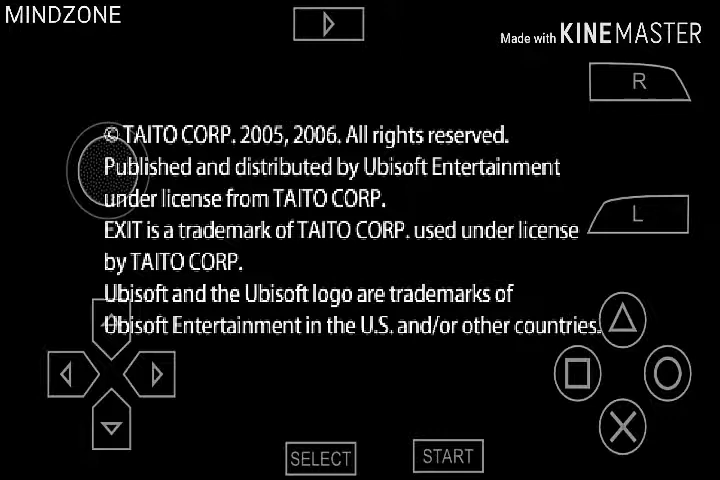 MINDZONE
Made with KINEMASTER
R
© TAITO CORP. 2005, 2006. All rights reserved.
Published and distributed by Ubisoft Entertainment
under license from TAITO CORP.
L
EXIT is a trademark of TAITO CORP. used under license
by TAITO CORP.
Ubisoft and the Ubisoft logo are trademarks of
Ubisoft Entertainment in the U.S. and/or other countries.
SELECT
START